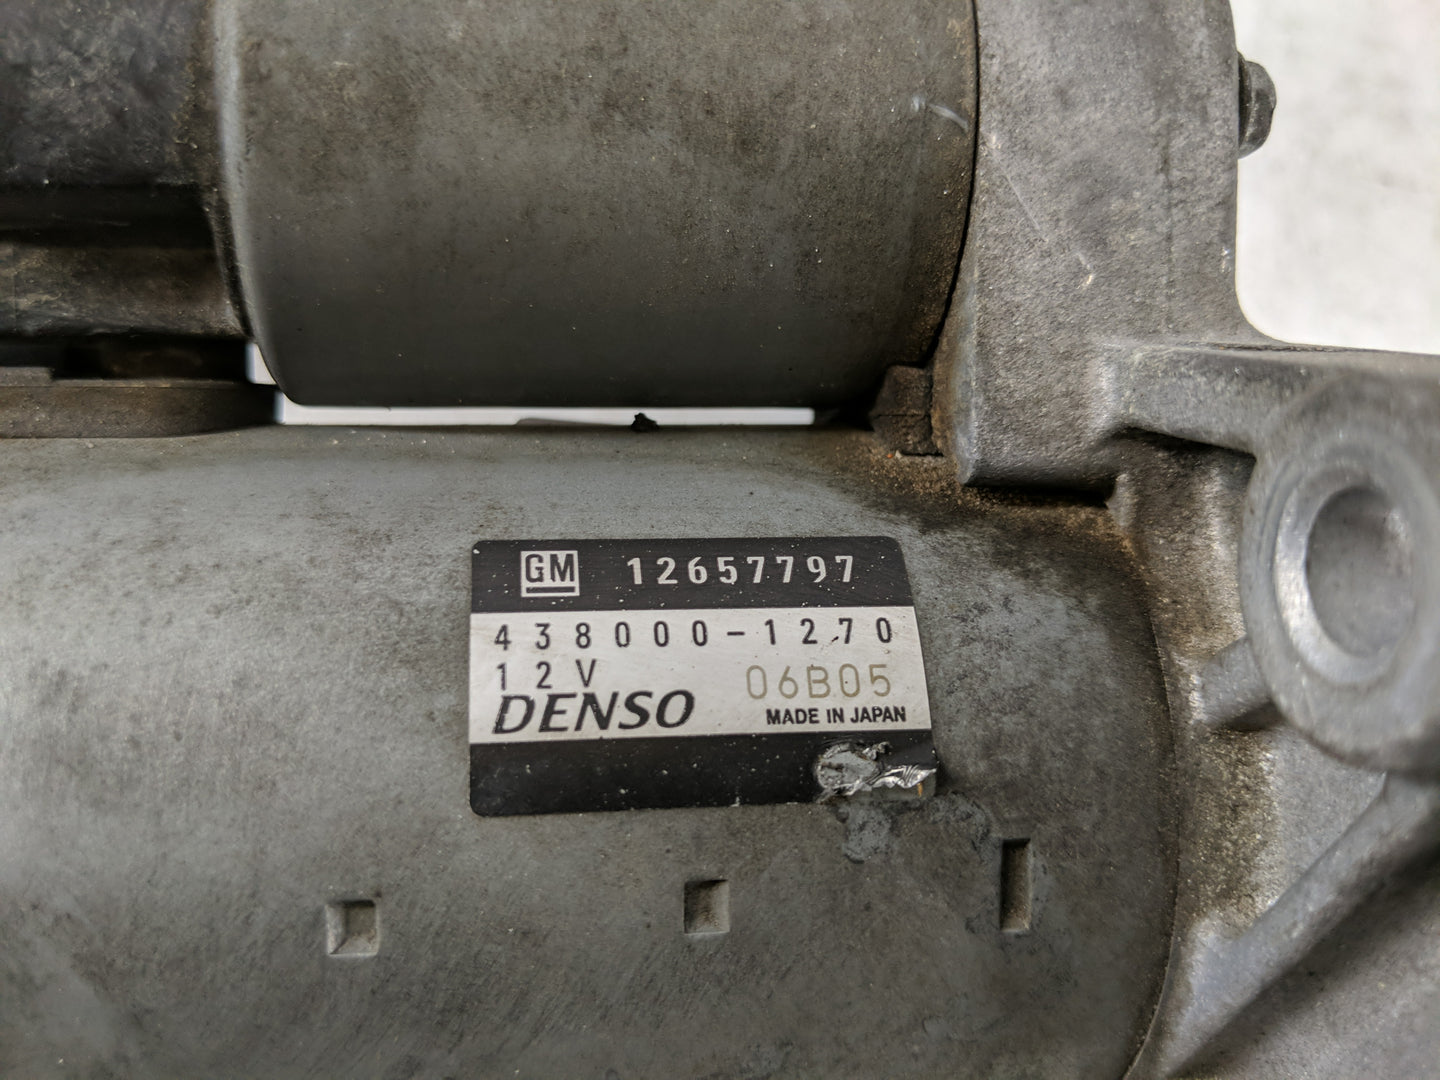 GM 12657797
438000-1270
12V 06B05
DENSO MADE IN JAPAN